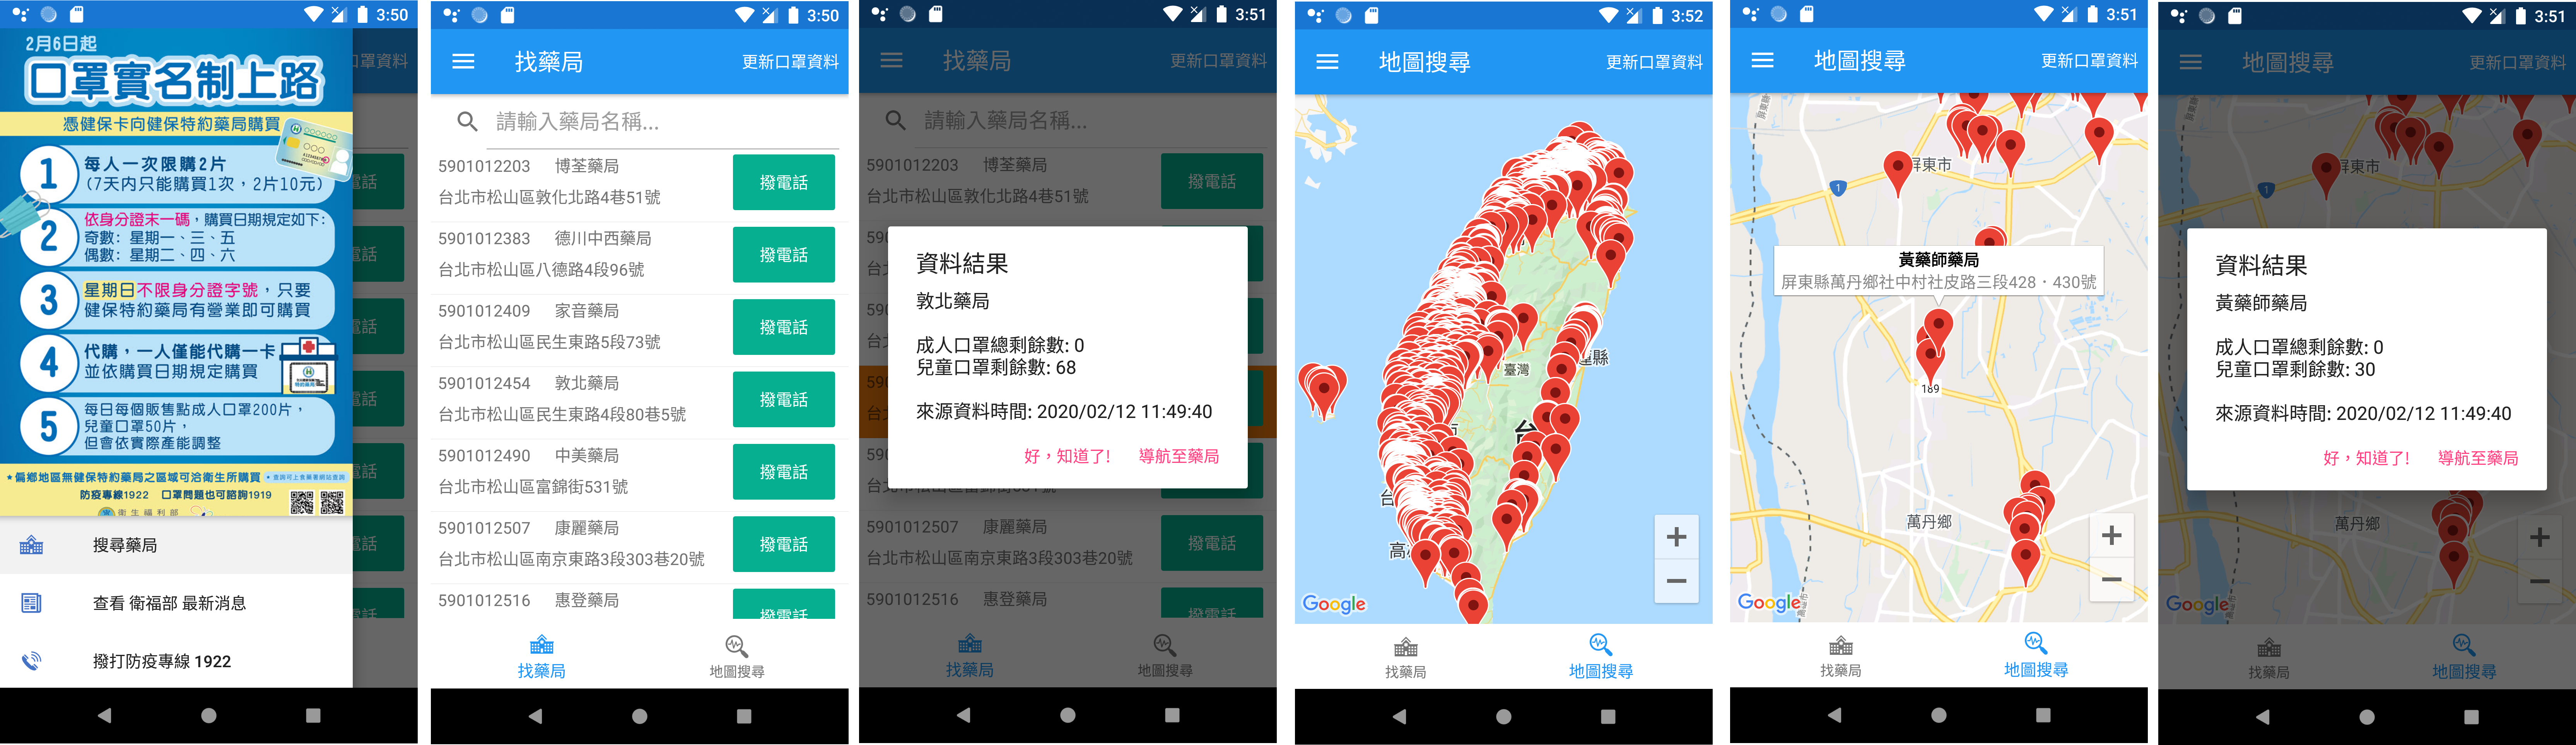 3:50
2月6日起
口罩實名制上路
憑健保卡向健保特約藥局購買
1
每人一次限購2片
(7天內只能購買1次，2片10元)
2
依身分證末一碼，購買日期規定如下:
奇數: 星期一、三、五
偶數: 星期二、四、六
3
星期日不限身分證字號，只要
健保特約藥局有營業即可購買
4
代購，一人僅能代購一卡
並依購買日期規定購買
5
每日每個販售點成人口罩200片，
兒童口罩50片，
但會依實際產能調整
★偏鄉地區無健保特約藥局之區域可洽衛生所購買
防疫專線1922 口罩問題也可諮詢1919
衛生福利部
搜尋藥局
查看 衛福部 最新消息
撥打防疫專線 1922
口罩資料
話
話
話
話
話
話
3:50
找藥局
更新口罩資料
請輸入藥局名稱...
5901012203 博荃藥局
台北市松山區敦化北路4巷51號
撥電話
5901012383 德川中西藥局
台北市松山區八德路4段96號
撥電話
5901012409 家音藥局
台北市松山區民生東路5段73號
撥電話
5901012454 敦北藥局
台北市松山區民生東路4段80巷5號
撥電話
5901012490 中美藥局
台北市松山區富錦街531號
撥電話
5901012507 康麗藥局
台北市松山區南京東路3段303巷20號
撥電話
5901012516 惠登藥局
撥電話
找藥局
地圖搜尋
3:51
找藥局
更新口罩資料
請輸入藥局名稱...
5901012203 博荃藥局
台北市松山區敦化北路4巷51號
撥電話
資料結果
敦北藥局
成人口罩總剩餘數: 0
兒童口罩剩餘數: 68
來源資料時間: 2020/02/12 11:49:40
好，知道了!
導航至藥局
台北市松山區富錦街531號
5901012507 康麗藥局
台北市松山區南京東路3段303巷20號
撥電話
5901012516 惠登藥局
撥電話
找藥局
地圖搜尋
3:52
地圖搜尋
更新口罩資料
臺灣
蓮縣
台
台
高
+
−
Google
找藥局
地圖搜尋
3:51
地圖搜尋
更新口罩資料
屏東市
1
黃藥師藥局
屏東縣萬丹鄉社中村社皮路三段428・430號
189
萬丹鄉
+
−
Google
找藥局
地圖搜尋
3:51
地圖搜尋
更新口罩資料
屏東市
1
資料結果
黃藥師藥局
成人口罩總剩餘數: 0
兒童口罩剩餘數: 30
來源資料時間: 2020/02/12 11:49:40
好，知道了!
導航至藥局
萬丹鄉
+
−
Google
找藥局
地圖搜尋